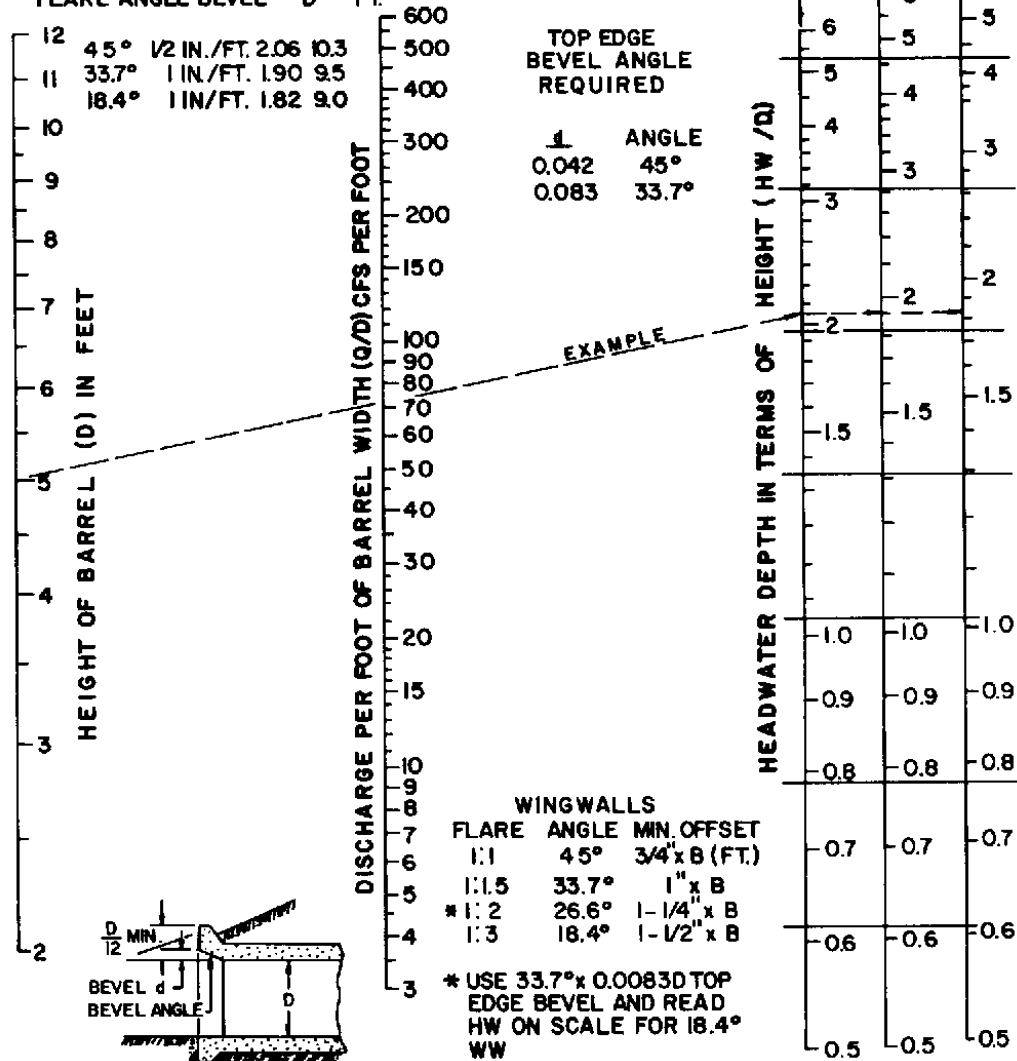 FLARE ANGLE BEVEL D FT.
45° 1/2 IN./FT. 2.06 10.3
33.7° 1 IN./FT. 1.90 9.5
18.4° 1 IN/FT. 1.82 9.0
12
11
10
9
8
7
6
5
4
3
2
HEIGHT OF BARREL (D) IN FEET
600
500
400
300
200
150
100
90
80
70
60
50
40
30
20
15
10
9
8
7
6
5
4
3
DISCHARGE PER FOOT OF BARREL WIDTH (Q/D) CFS PER FOOT
TOP EDGE
BEVEL ANGLE
REQUIRED
d ANGLE
0.042 45°
0.083 33.7°
EXAMPLE
HEADWATER DEPTH IN TERMS OF HEIGHT (HW/D)
6
5
4
3
2
1.5
1.0
0.9
0.8
0.7
0.6
0.5
6
5
4
3
2
1.5
1.0
0.9
0.8
0.7
0.6
0.5
5
4
3
2
1.5
1.0
0.9
0.8
0.7
0.6
0.5
WINGWALLS
FLARE ANGLE MIN. OFFSET
1:1 45° 3/4" x B (FT.)
1:1.5 33.7° 1" x B
* 1:2 26.6° 1-1/4" x B
1:3 18.4° 1-1/2" x B
* USE 33.7° x 0.0083D TOP
EDGE BEVEL AND READ
HW ON SCALE FOR 18.4°
WW
D/12 MIN
BEVEL d
BEVEL ANGLE
D